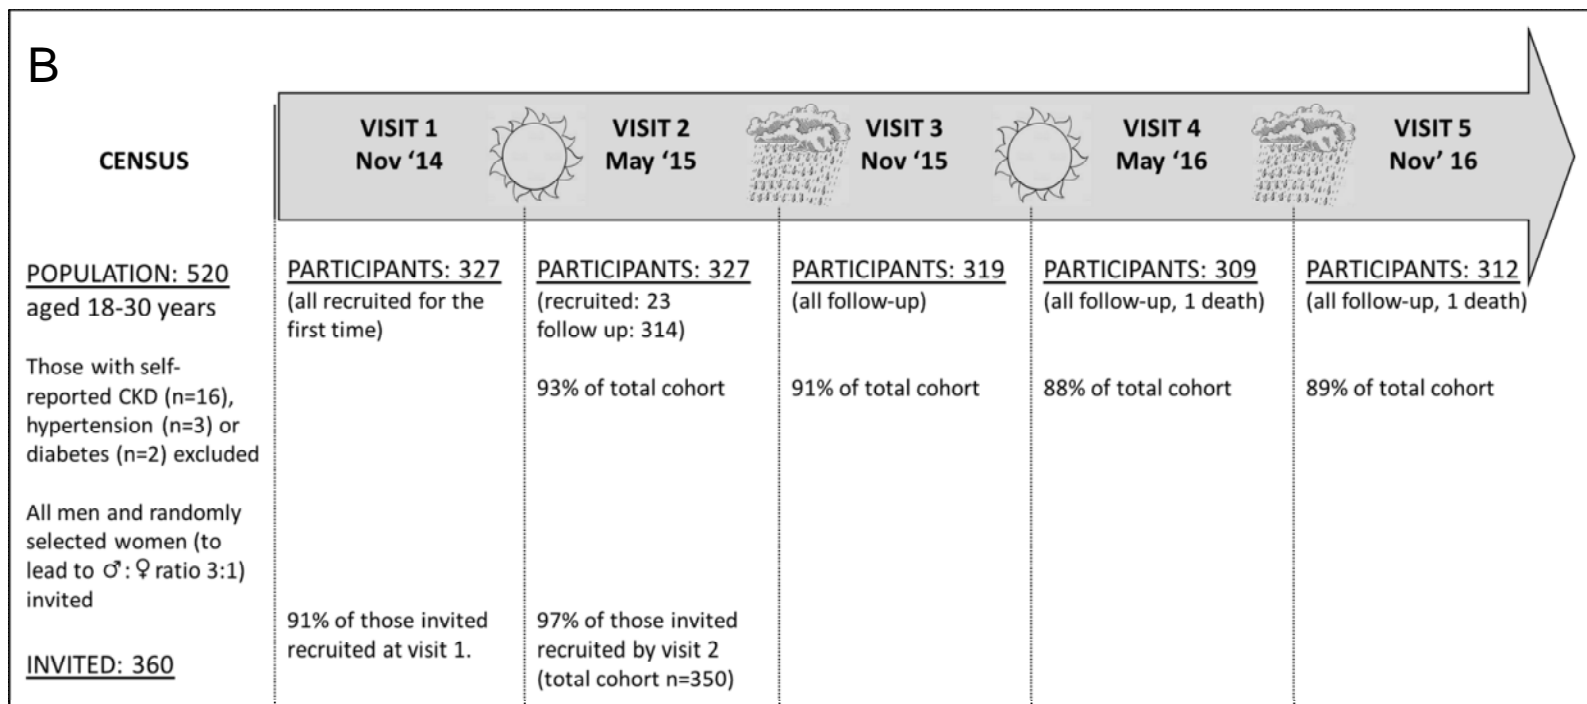 B
CENSUS
VISIT 1
Nov ‘14
VISIT 2
May ‘15
VISIT 3
Nov ‘15
VISIT 4
May ‘16
VISIT 5
Nov’ 16
POPULATION: 520
aged 18-30 years
Those with self-
reported CKD (n=16),
hypertension (n=3) or
diabetes (n=2) excluded
All men and randomly
selected women (to
lead to ♂:♀ ratio 3:1)
invited
INVITED: 360
PARTICIPANTS: 327
(all recruited for the
first time)
91% of those invited
recruited at visit 1.
PARTICIPANTS: 327
(recruited: 23
follow up: 314)
93% of total cohort
97% of those invited
recruited by visit 2
(total cohort n=350)
PARTICIPANTS: 319
(all follow-up)
91% of total cohort
PARTICIPANTS: 309
(all follow-up, 1 death)
88% of total cohort
PARTICIPANTS: 312
(all follow-up, 1 death)
89% of total cohort